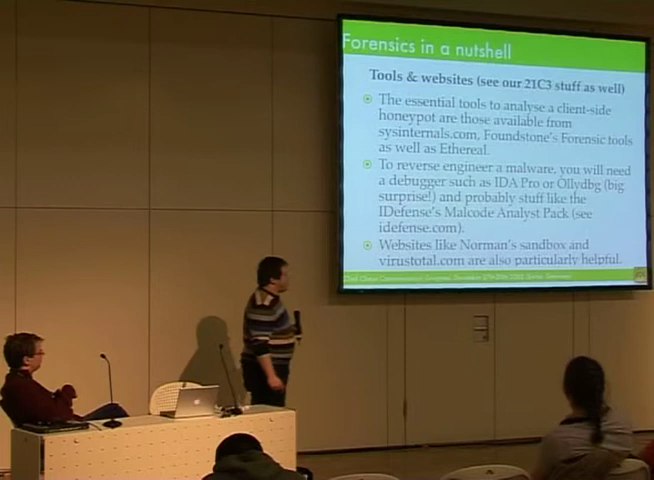 Forensics in a nutshell
Tools & websites (see our 21C3 stuff as well)
The essential tools to analyse a client-side
honeypot are those available from
sysinternals.com, Foundstone's Forensic tools
as well as Ethereal.
To reverse engineer a malware, you will need
a debugger such as IDA Pro or Ollydbg (big
surprise!) and probably stuff like the
IDefense's Malcode Analyst Pack (see
idefense.com).
Websites like Norman's sandbox and
virustotal.com are also particularly helpful.